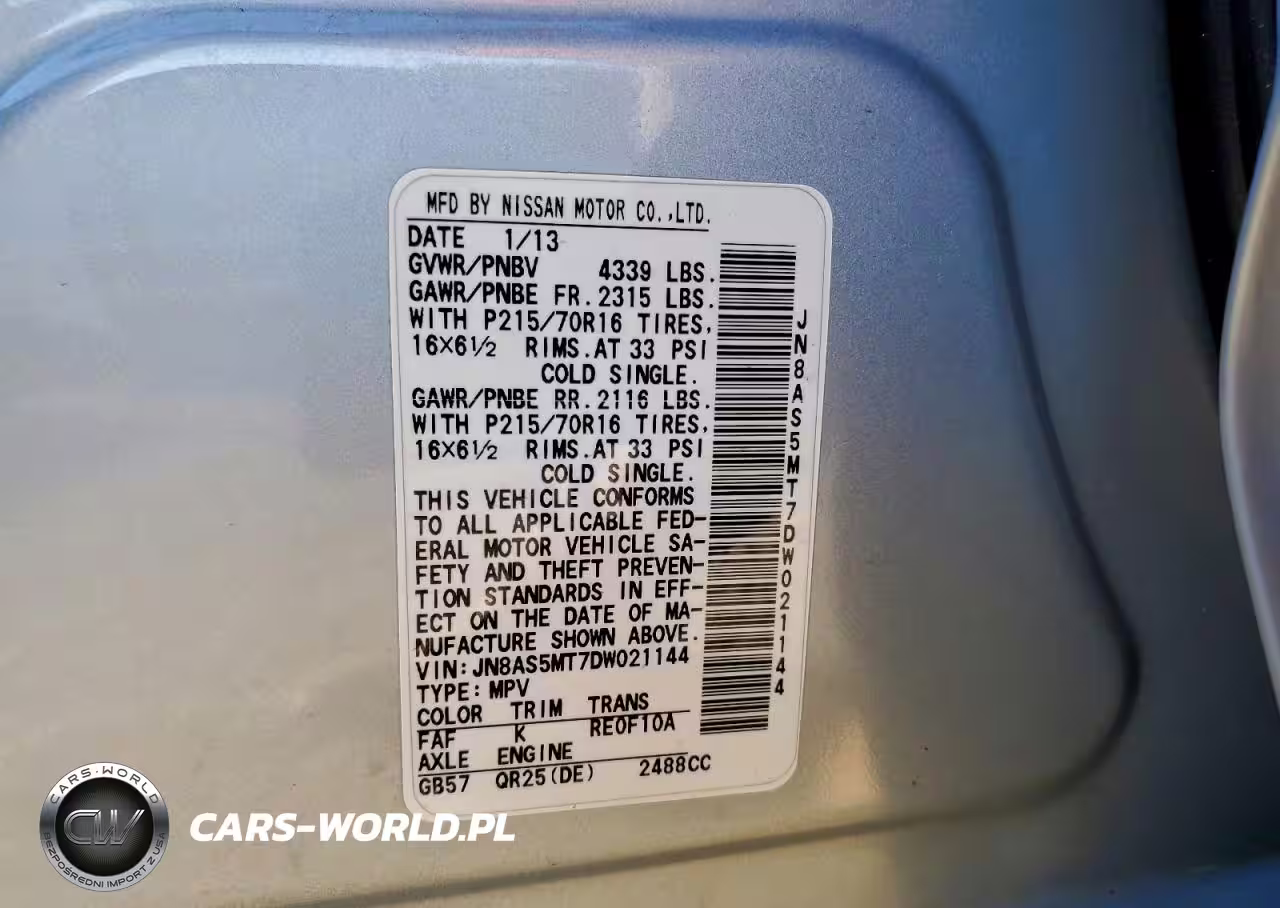 MFD BY NISSAN MOTOR CO.,LTD.
DATE 1/13
GVWR/PNBV 4339 LBS.
GAWR/PNBE FR. 2315 LBS.
WITH P215/70R16 TIRES,
16X6½ RIMS. AT 33 PSI
COLD SINGLE.
GAWR/PNBE RR. 2116 LBS.
WITH P215/70R16 TIRES,
16X6½ RIMS. AT 33 PSI
COLD SINGLE.
THIS VEHICLE CONFORMS
TO ALL APPLICABLE FED-
ERAL MOTOR VEHICLE SA-
FETY AND THEFT PREVEN-
TION STANDARDS IN EFF-
ECT ON THE DATE OF MA-
NUFACTURE SHOWN ABOVE.
VIN: JN8AS5MT7DW021144
TYPE: MPV
COLOR TRIM TRANS
FAF K RE0F10A
AXLE ENGINE
GB57 QR25(DE) 2488CC
JN8AS5MT7DW021144
CARS-WORLD
CW
BEZPOŚREDNI IMPORT Z USA
CARS-WORLD.PL